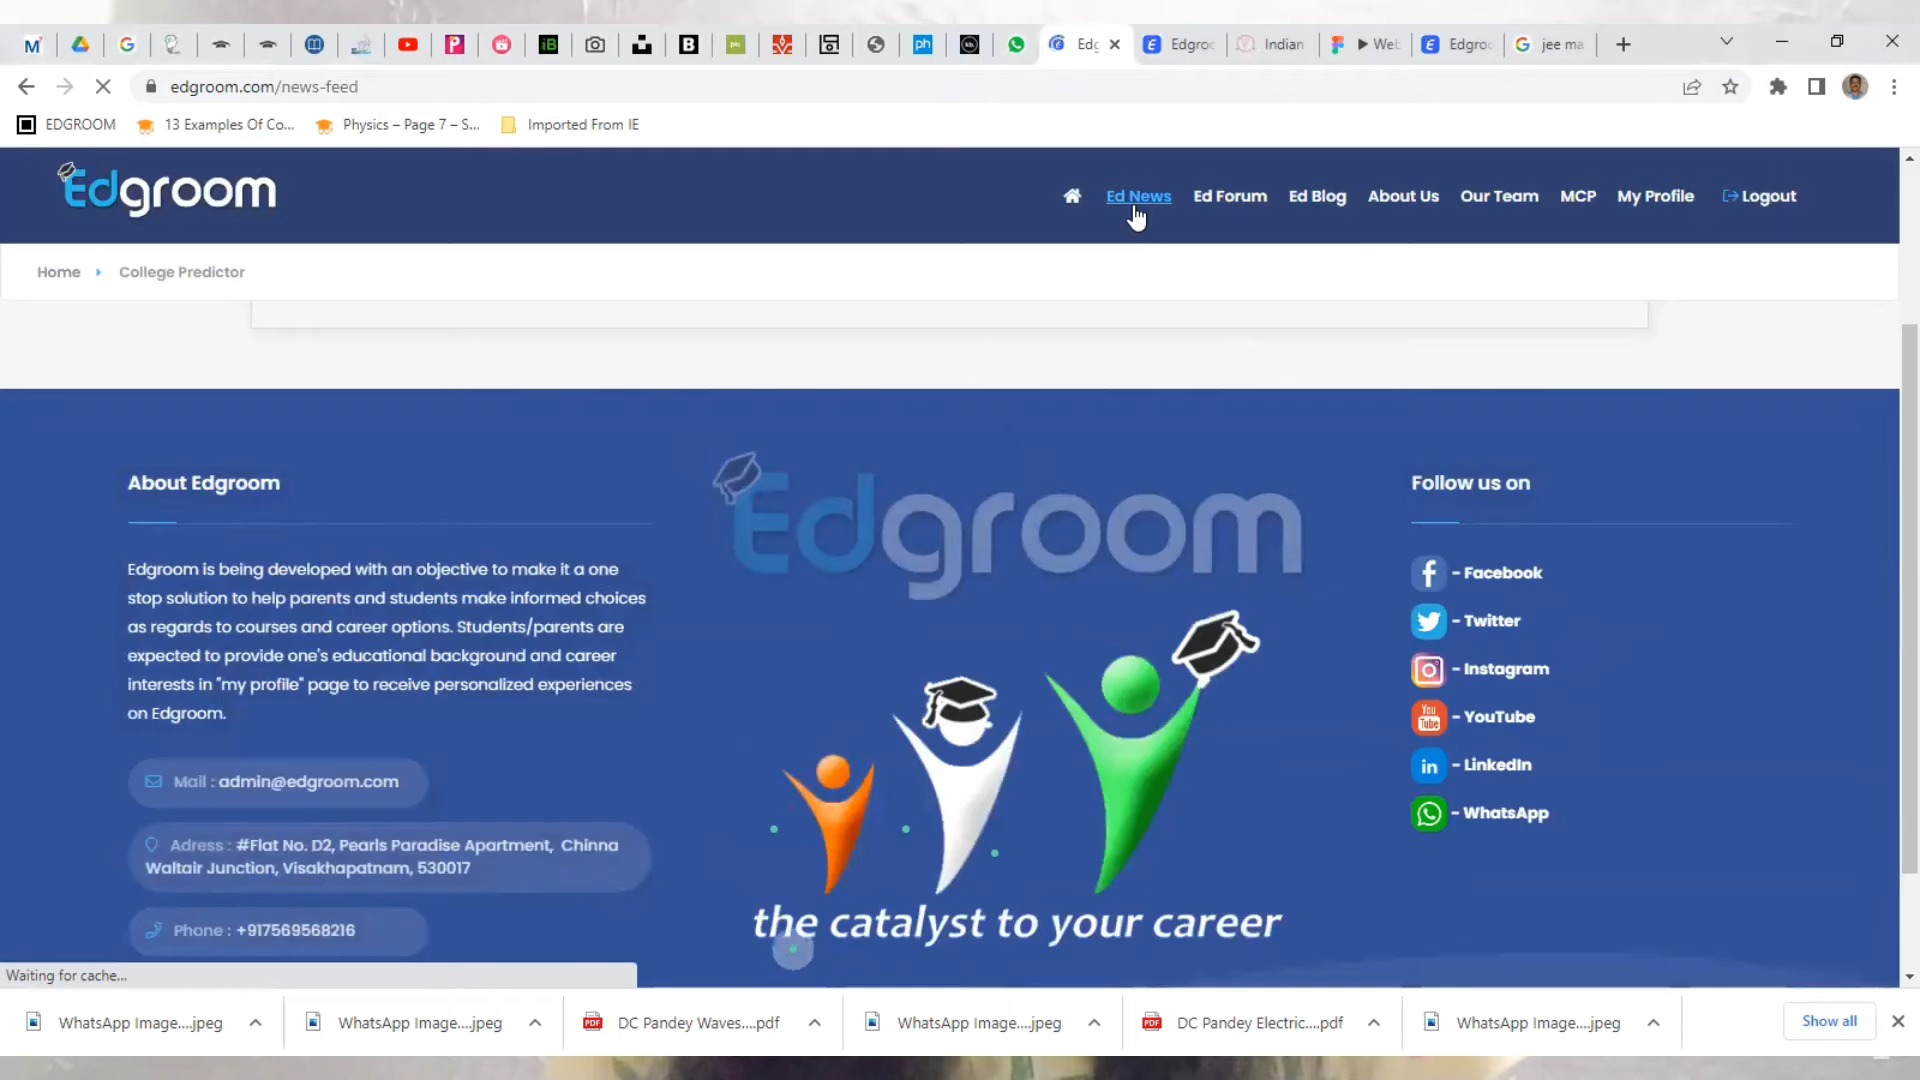 Edg
Edgroc
Indian
Web
Edgroo
jee ma
edgroom.com/news-feed
EDGROOM
13 Examples Of Co...
Physics – Page 7 – S...
Imported From IE
Edgroom
Ed News
Ed Forum
Ed Blog
About Us
Our Team
MCP
My Profile
Logout
Home
College Predictor
About Edgroom
Edgroom is being developed with an objective to make it a one
stop solution to help parents and students make informed choices
as regards to courses and career options. Students/parents are
expected to provide one's educational background and career
interests in "my profile" page to receive personalized experiences
on Edgroom.
Mail : admin@edgroom.com
Adress : #Flat No. D2, Pearls Paradise Apartment, Chinna
Waltair Junction, Visakhapatnam, 530017
Phone : +917569568216
Edgroom
the catalyst to your career
Follow us on
- Facebook
- Twitter
- Instagram
- YouTube
- LinkedIn
- WhatsApp
Waiting for cache...
WhatsApp Image....jpeg
WhatsApp Image....jpeg
DC Pandey Waves....pdf
WhatsApp Image....jpeg
DC Pandey Electric....pdf
WhatsApp Image....jpeg
Show all